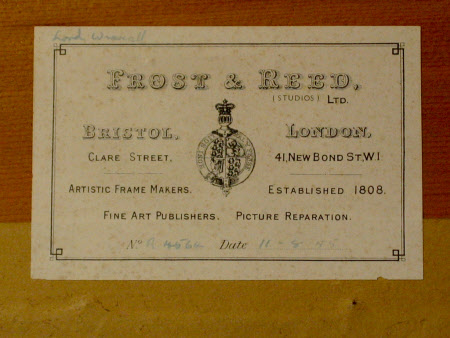 Frost & Reed,
(STUDIOS) LTD.
Bristol. London.
Clare Street. 41, New Bond St, W.1
Artistic Frame Makers. Established 1808.
Fine Art Publishers. Picture Reparation.
No Date